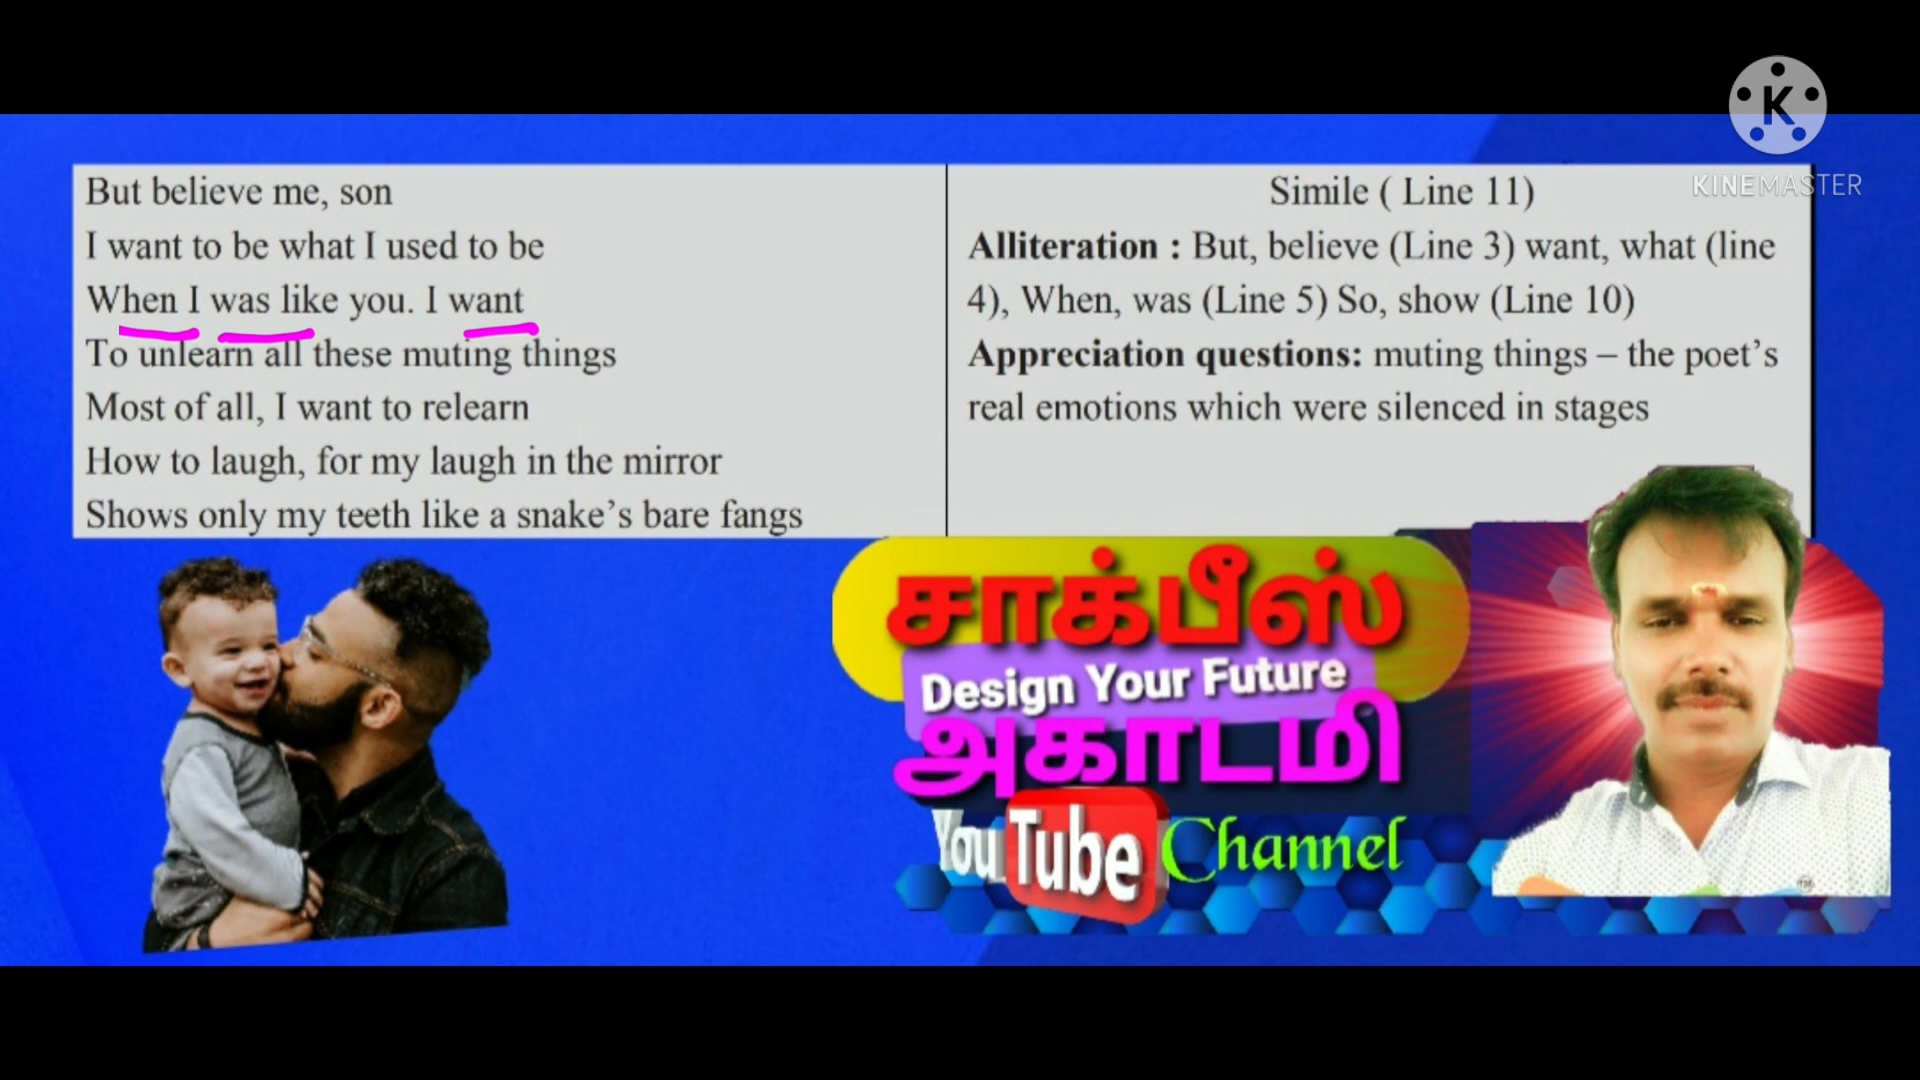 KINEMASTER
But believe me, son
I want to be what I used to be
When I was like you. I want
To unlearn all these muting things
Most of all, I want to relearn
How to laugh, for my laugh in the mirror
Shows only my teeth like a snake’s bare fangs
Simile ( Line 11)
Alliteration : But, believe (Line 3) want, what (line
4), When, was (Line 5) So, show (Line 10)
Appreciation questions: muting things – the poet’s
real emotions which were silenced in stages
சாக்பீஸ்
Design Your Future
அகாடமி
YouTube Channel